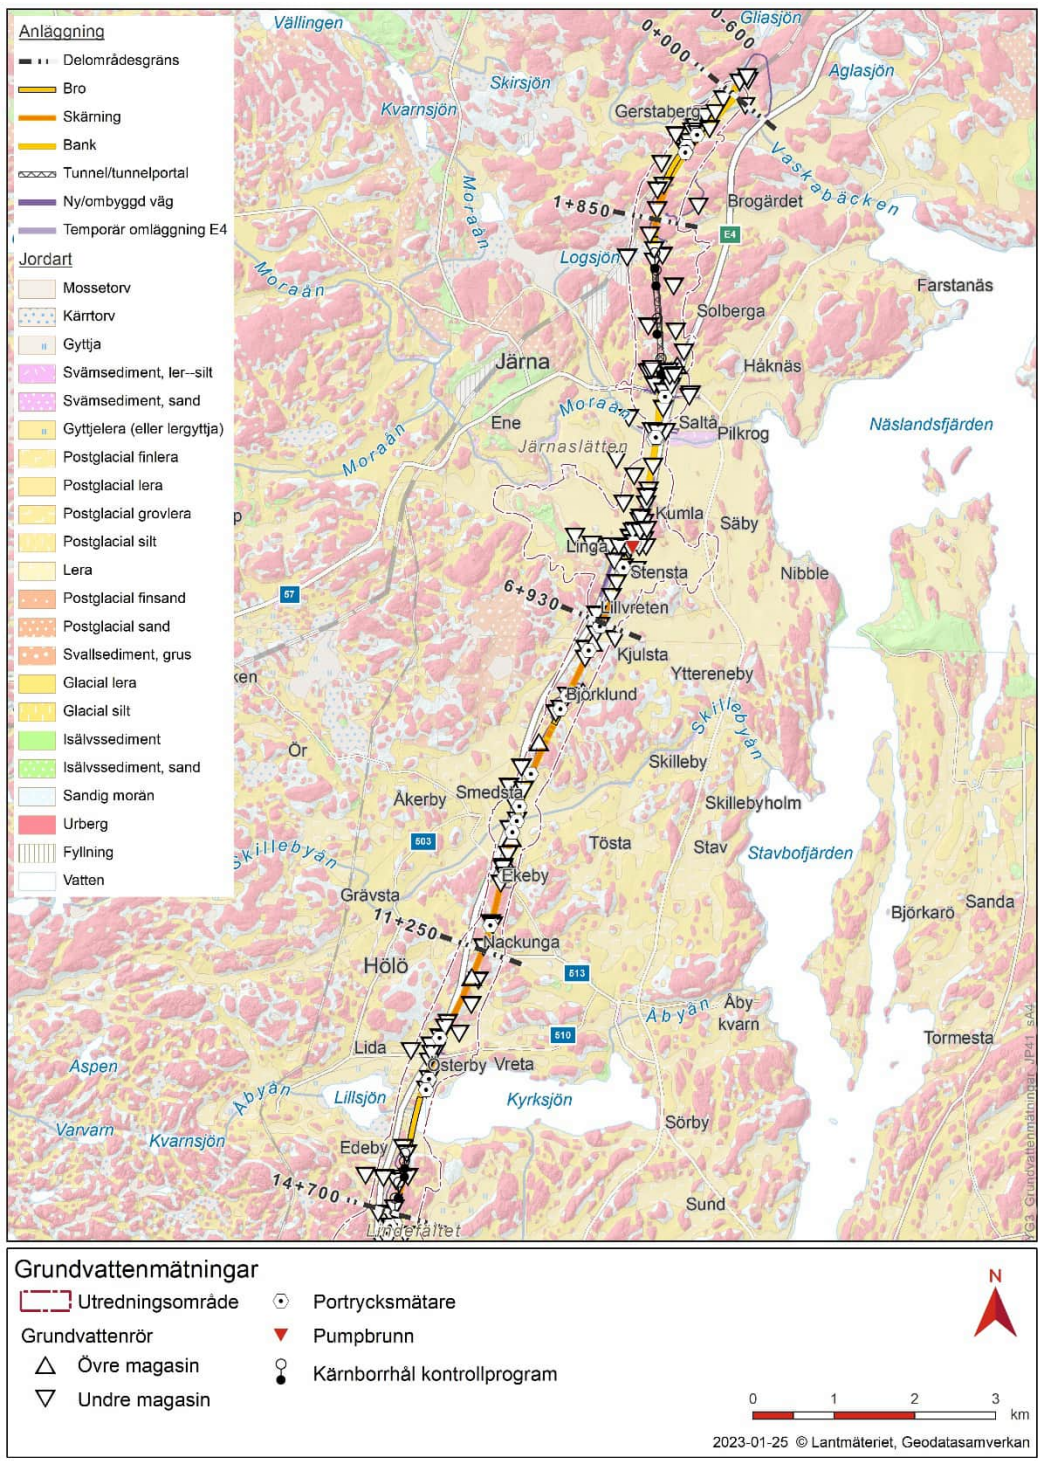 Anläggning
Delområdesgräns
Bro
Skärning
Bank
Tunnel/tunnelportal
Ny/ombyggd väg
Temporär omläggning E4
Jordart
Mossetorv
Kärrtorv
Gyttja
Svämsediment, ler--silt
Svämsediment, sand
Gyttjelera (eller lergyttja)
Postglacial finlera
Postglacial lera
Postglacial grovlera
Postglacial silt
Lera
Postglacial finsand
Postglacial sand
Svallsediment, grus
Glacial lera
Glacial silt
Isälvssediment
Isälvssediment, sand
Sandig morän
Urberg
Fyllning
Vatten
Vällingen
0-600
Gliasjön
0+000
Skirsjön
Aglasjön
Kvarnsjön
Gerstaberg
Vaskabäcken
Moraån
1+850
Brogärdet
E4
Logsjön
Moraån
Farstanäs
Solberga
Järna
Håknäs
Moraån
Ene
Saltå
Pilkrog
Näslandsfjärden
Järnaslätten
Moraån
p
Kumla
Säby
Linga
Stensta
Nibble
57
6+930
Lillvreten
Kjulsta
ken
Yttereneby
Björklund
Skillebyån
Ör
Skilleby
Smedsta
Åkerby
Skillebyholm
503
Tösta
Stav
Stavbofjärden
Skillebyån
Ekeby
Grävsta
Sanda
Björkarö
11+250
Nackunga
Hölö
513
Åby-
kvarn
Åbyån
510
Tormesta
Lida
Österby
Vreta
Aspen
Åbyån
Lillsjön
Kyrksjön
Varvarn
Kvarnsjön
Sörby
Edeby
14+700
Sund
Lindefältet
YG3_Grundvattenmätningar_JP41_sA4
Grundvattenmätningar
Utredningsområde
Portrycksmätare
Grundvattenrör
Pumpbrunn
Övre magasin
Kärnborrhål kontrollprogram
Undre magasin
N
0 1 2 3
km
2023-01-25 © Lantmäteriet, Geodatasamverkan